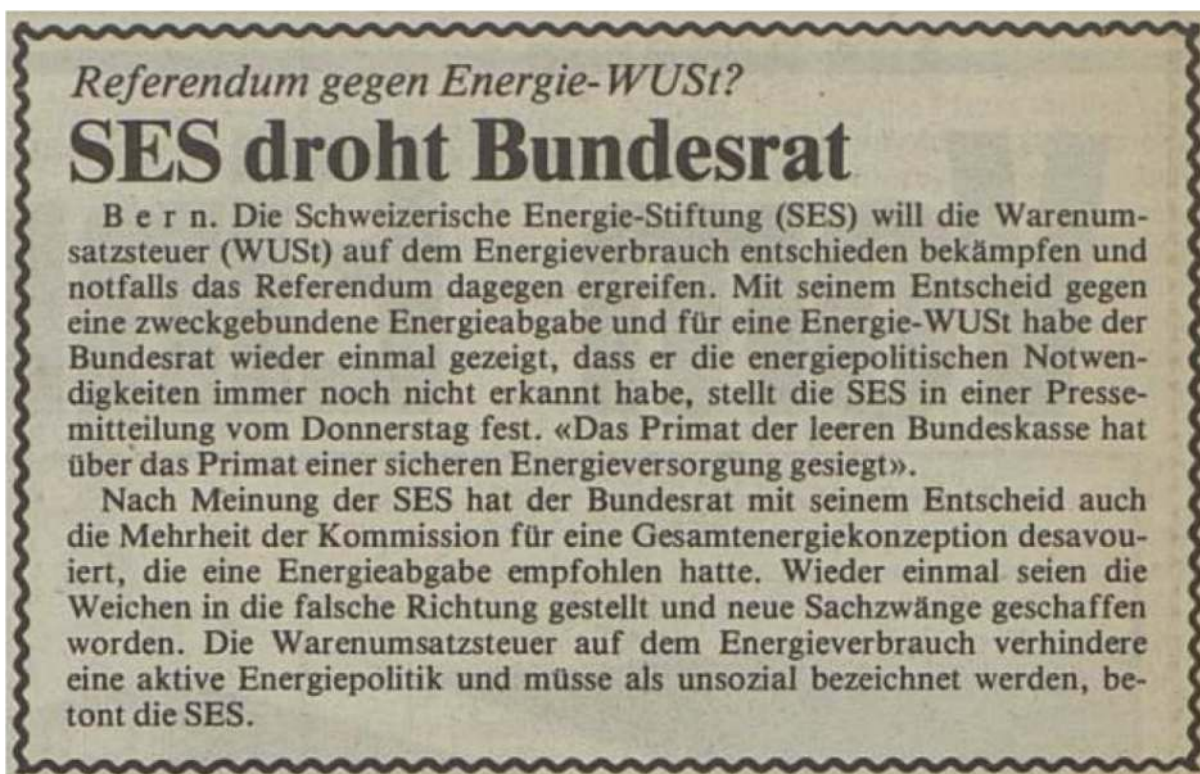 Referendum gegen Energie-WUSt?
SES droht Bundesrat
Bern. Die Schweizerische Energie-Stiftung (SES) will die Warenum-
satzsteuer (WUSt) auf dem Energieverbrauch entschieden bekämpfen und
notfalls das Referendum dagegen ergreifen. Mit seinem Entscheid gegen
eine zweckgebundene Energieabgabe und für eine Energie-WUSt habe der
Bundesrat wieder einmal gezeigt, dass er die energiepolitischen Notwen-
digkeiten immer noch nicht erkannt habe, stellt die SES in einer Presse-
mitteilung vom Donnerstag fest. «Das Primat der leeren Bundeskasse hat
über das Primat einer sicheren Energieversorgung gesiegt».
Nach Meinung der SES hat der Bundesrat mit seinem Entscheid auch
die Mehrheit der Kommission für eine Gesamtenergiekonzeption desavou-
iert, die eine Energieabgabe empfohlen hatte. Wieder einmal seien die
Weichen in die falsche Richtung gestellt und neue Sachzwänge geschaffen
worden. Die Warenumsatzsteuer auf dem Energieverbrauch verhindere
eine aktive Energiepolitik und müsse als unsozial bezeichnet werden, be-
tont die SES.